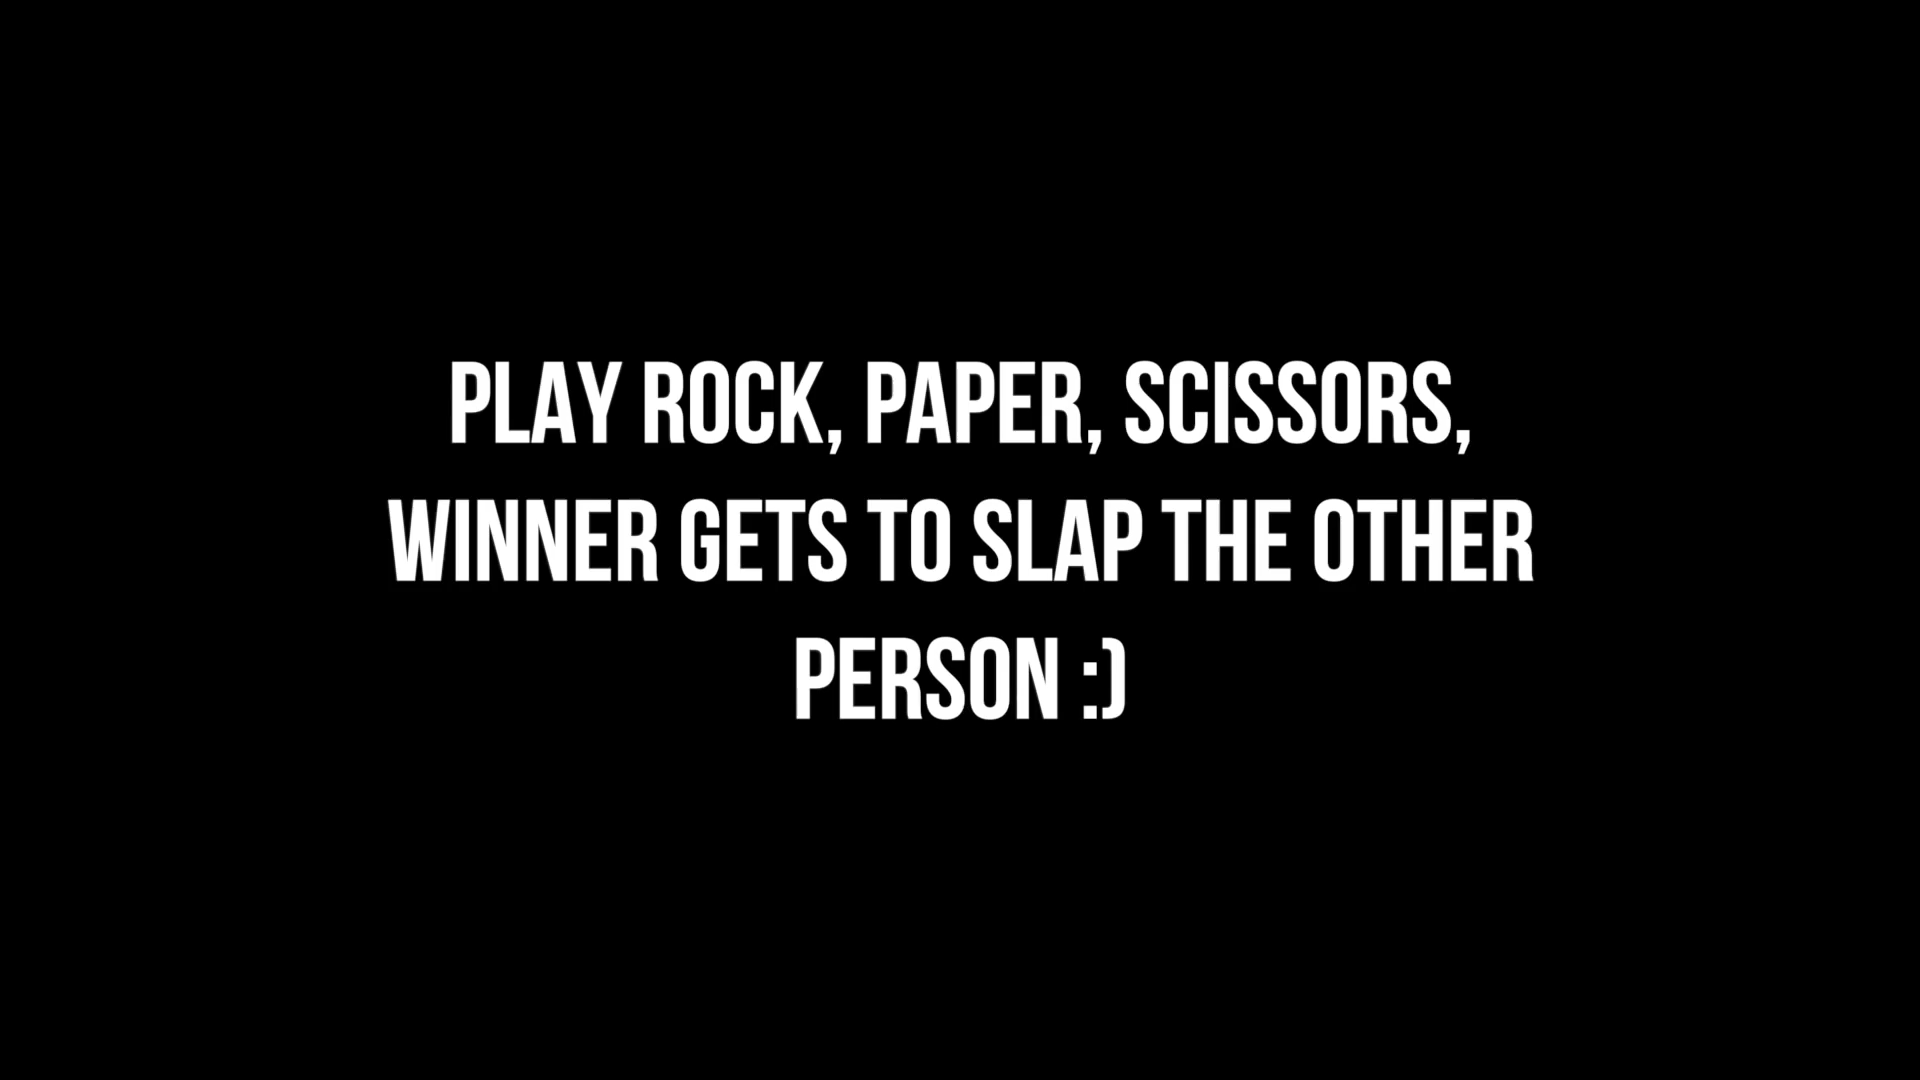 PLAY ROCK, PAPER, SCISSORS,
WINNER GETS TO SLAP THE OTHER
PERSON :)